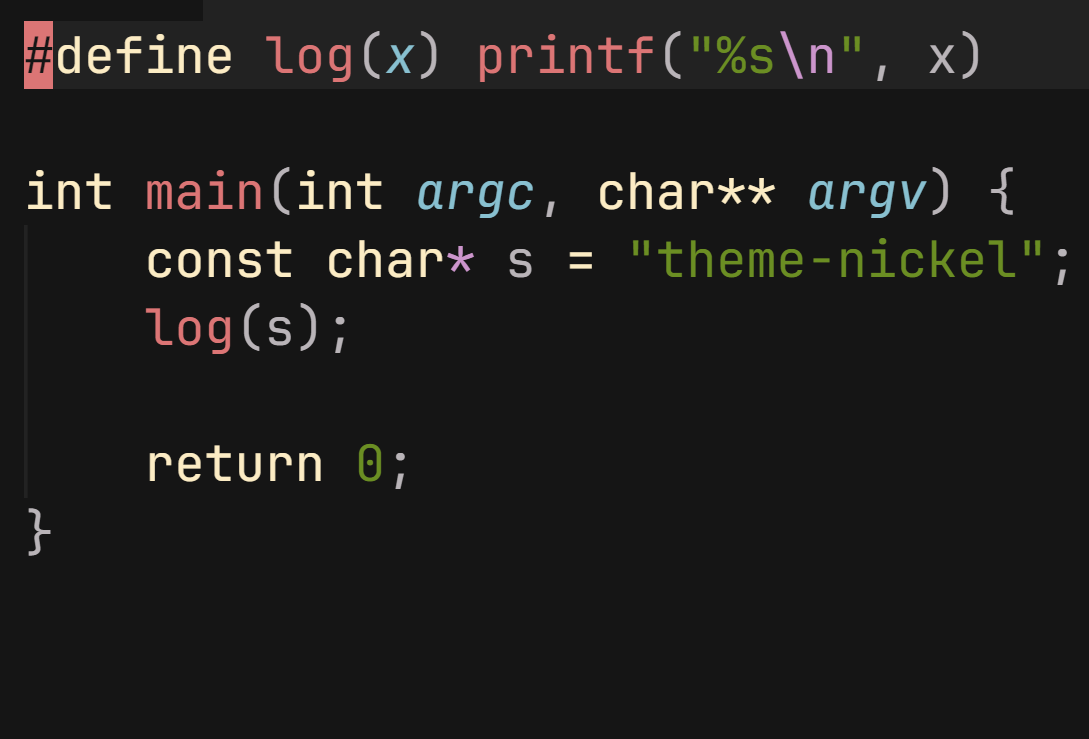 #define log(x) printf("%s\n", x)
int main(int argc, char** argv) {
const char* s = "theme-nickel";
log(s);
return 0;
}